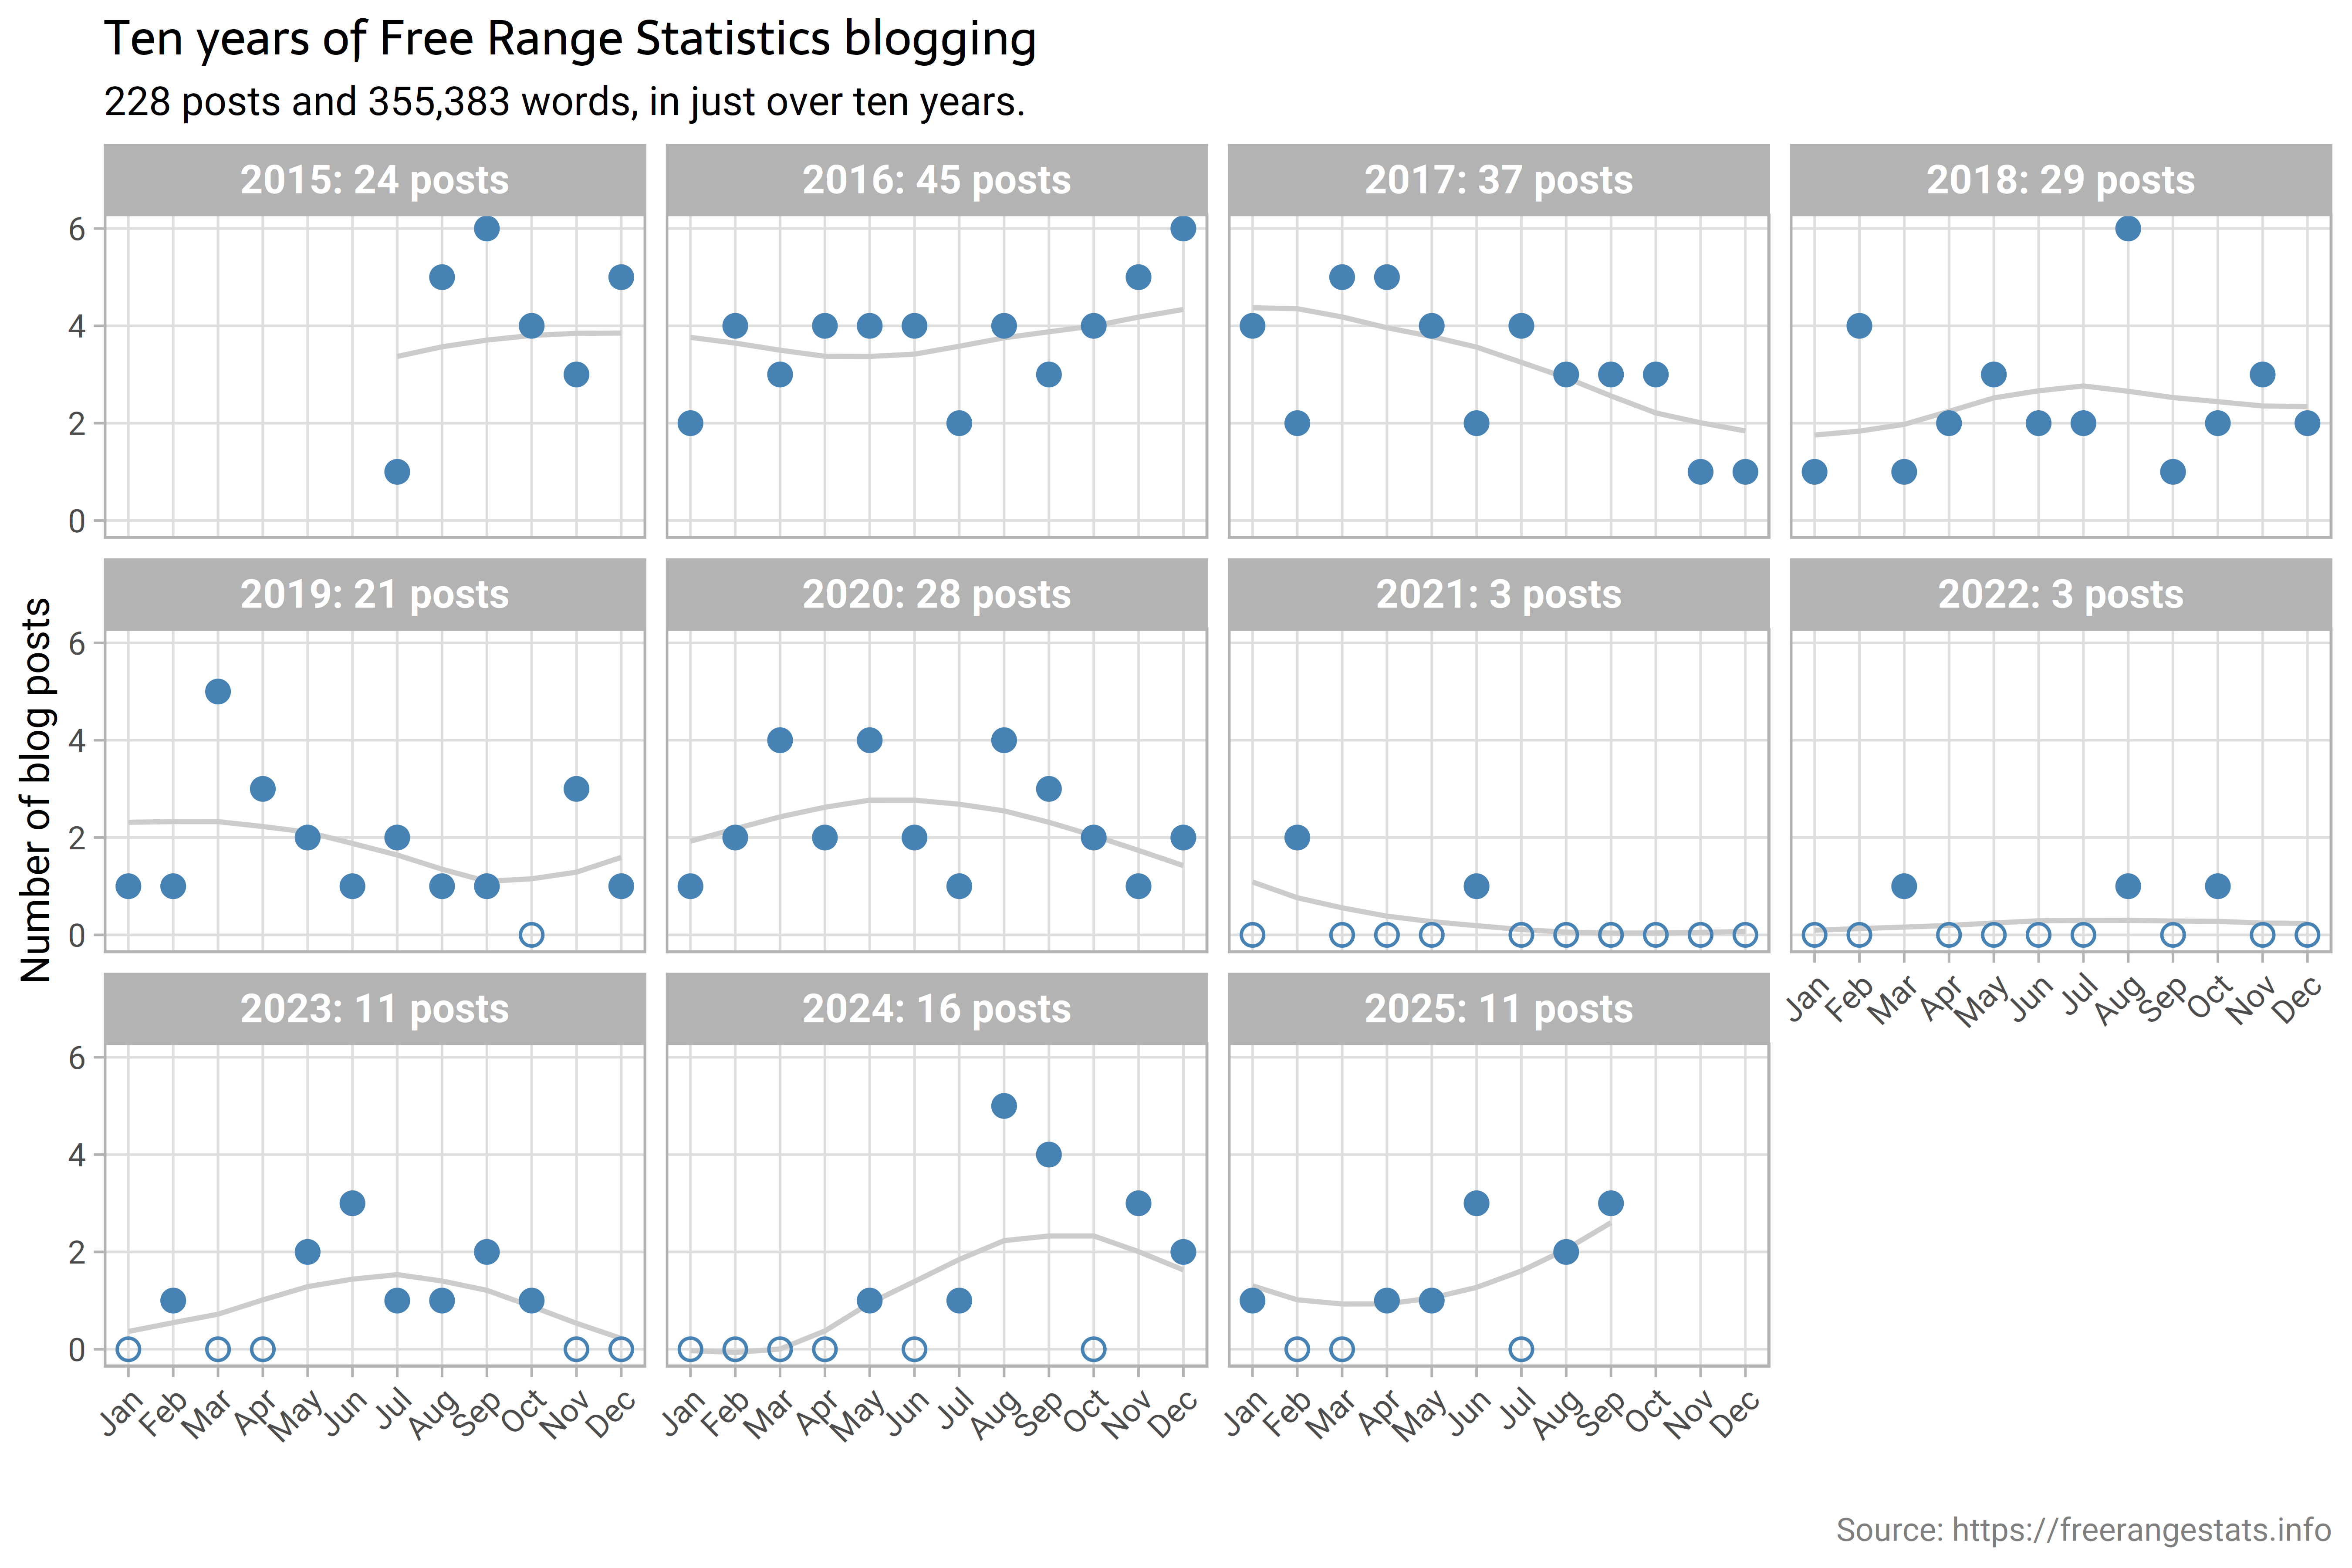 Ten years of Free Range Statistics blogging
228 posts and 355,383 words, in just over ten years.
Number of blog posts
2015: 24 posts
2016: 45 posts
2017: 37 posts
2018: 29 posts
6
4
2
0
2019: 21 posts
2020: 28 posts
2021: 3 posts
2022: 3 posts
6
4
2
0
Jan Feb Mar Apr May Jun Jul Aug Sep Oct Nov Dec
2023: 11 posts
2024: 16 posts
2025: 11 posts
6
4
2
0
Jan Feb Mar Apr May Jun Jul Aug Sep Oct Nov Dec
Jan Feb Mar Apr May Jun Jul Aug Sep Oct Nov Dec
Jan Feb Mar Apr May Jun Jul Aug Sep Oct Nov Dec
Source: https://freerangestats.info